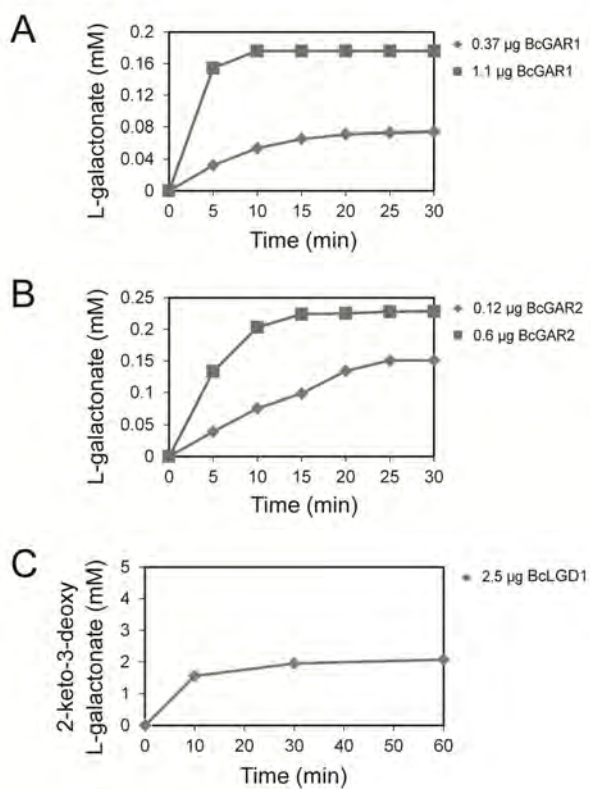 A
L-galactonate (mM)
0.2
0.16
0.12
0.08
0.04
0
0 5 10 15 20 25 30
Time (min)
0.37 µg BcGAR1
1.1 µg BcGAR1
B
L-galactonate (mM)
0.25
0.2
0.15
0.1
0.05
0
0 5 10 15 20 25 30
Time (min)
0.12 µg BcGAR2
0.6 µg BcGAR2
C
2-keto-3-deoxy
L-galactonate (mM)
5
4
3
2
1
0
0 10 20 30 40 50 60
Time (min)
2.5 µg BcLGD1